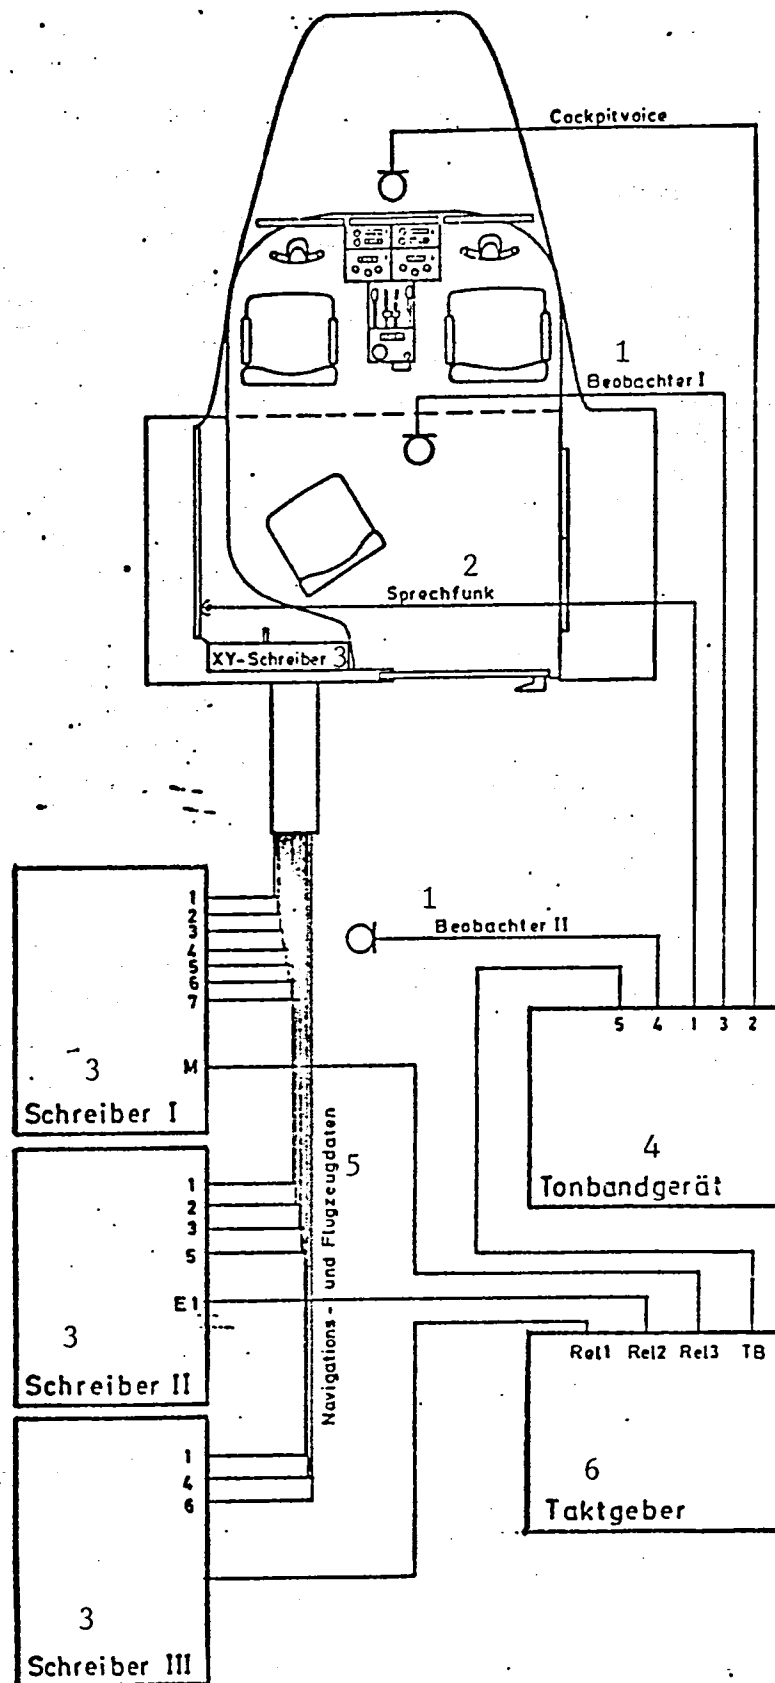 Cockpitvoice
1
Beobachter I
2
Sprechfunk
XY-Schreiber 3
1
2
3
4
5
6
7
M
3
Schreiber I
1
Beobachter II
5 4 1 3 2
4
Tonbandgerät
5
Navigations- und Flugzeugdaten
1
2
3
5
E1
3
Schreiber II
Rel1 Rel2 Rel3 TB
6
Taktgeber
1
4
6
3
Schreiber III